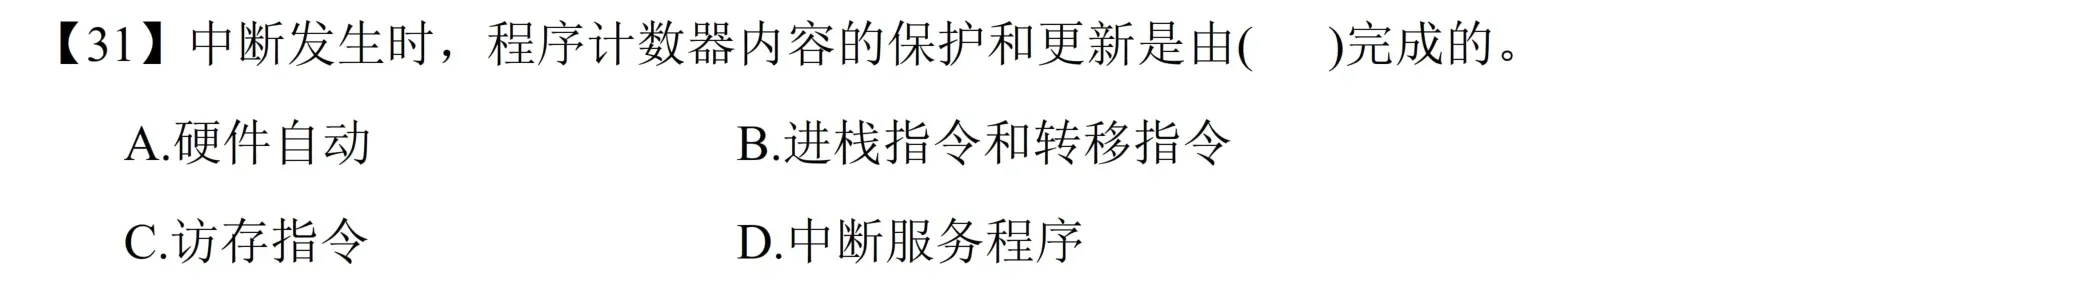 【31】中断发生时，程序计数器内容的保护和更新是由(    )完成的。
A.硬件自动    B.进栈指令和转移指令
C.访存指令    D.中断服务程序